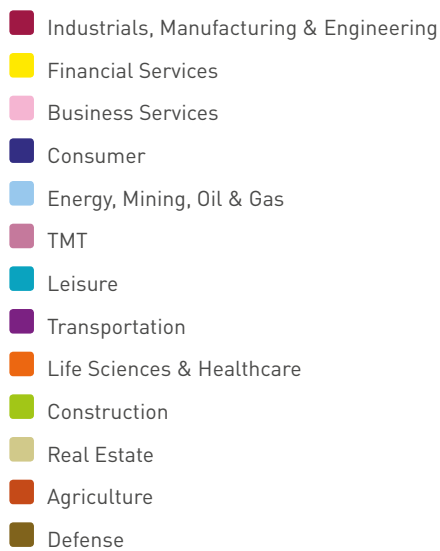 Industrials, Manufacturing & Engineering
Financial Services
Business Services
Consumer
Energy, Mining, Oil & Gas
TMT
Leisure
Transportation
Life Sciences & Healthcare
Construction
Real Estate
Agriculture
Defense